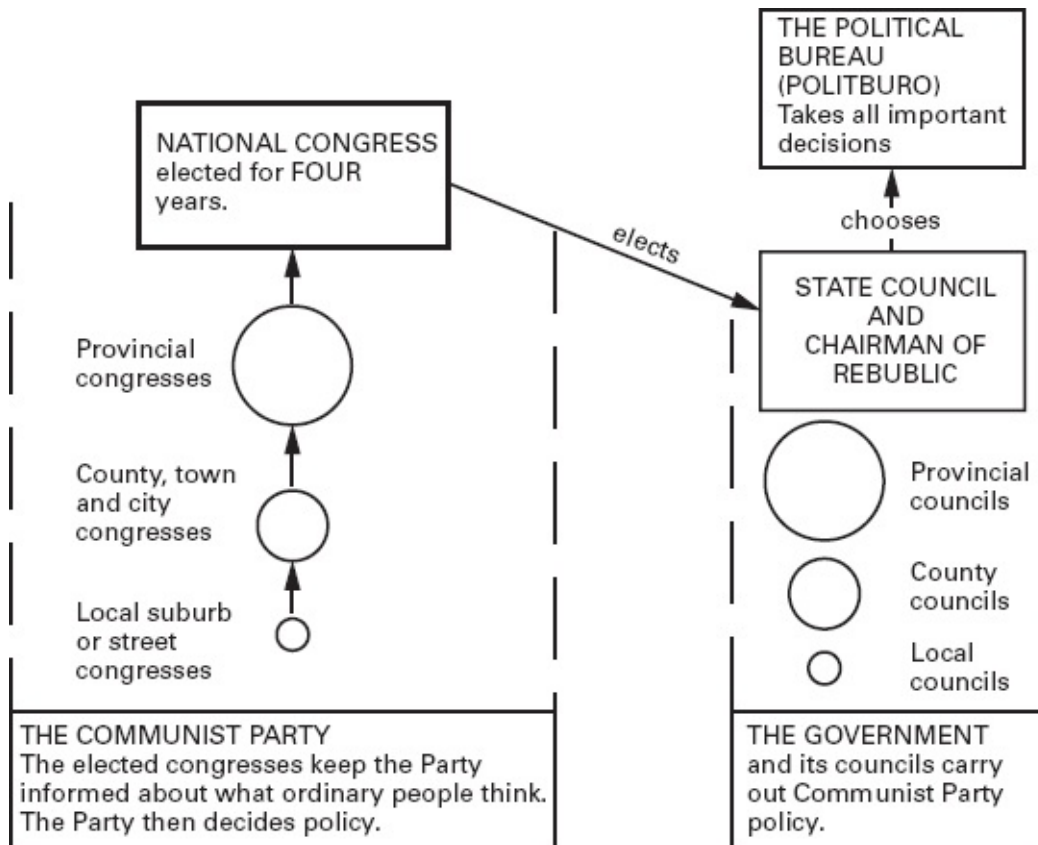 THE POLITICAL
BUREAU
(POLITBURO)
Takes all important
decisions
NATIONAL CONGRESS
elected for FOUR
years.
elects
chooses
STATE COUNCIL
AND
CHAIRMAN OF
REBUBLIC
Provincial
congresses
County, town
and city
congresses
Local suburb
or street
congresses
Provincial
councils
County
councils
Local
councils
THE COMMUNIST PARTY
The elected congresses keep the Party
informed about what ordinary people think.
The Party then decides policy.
THE GOVERNMENT
and its councils carry
out Communist Party
policy.